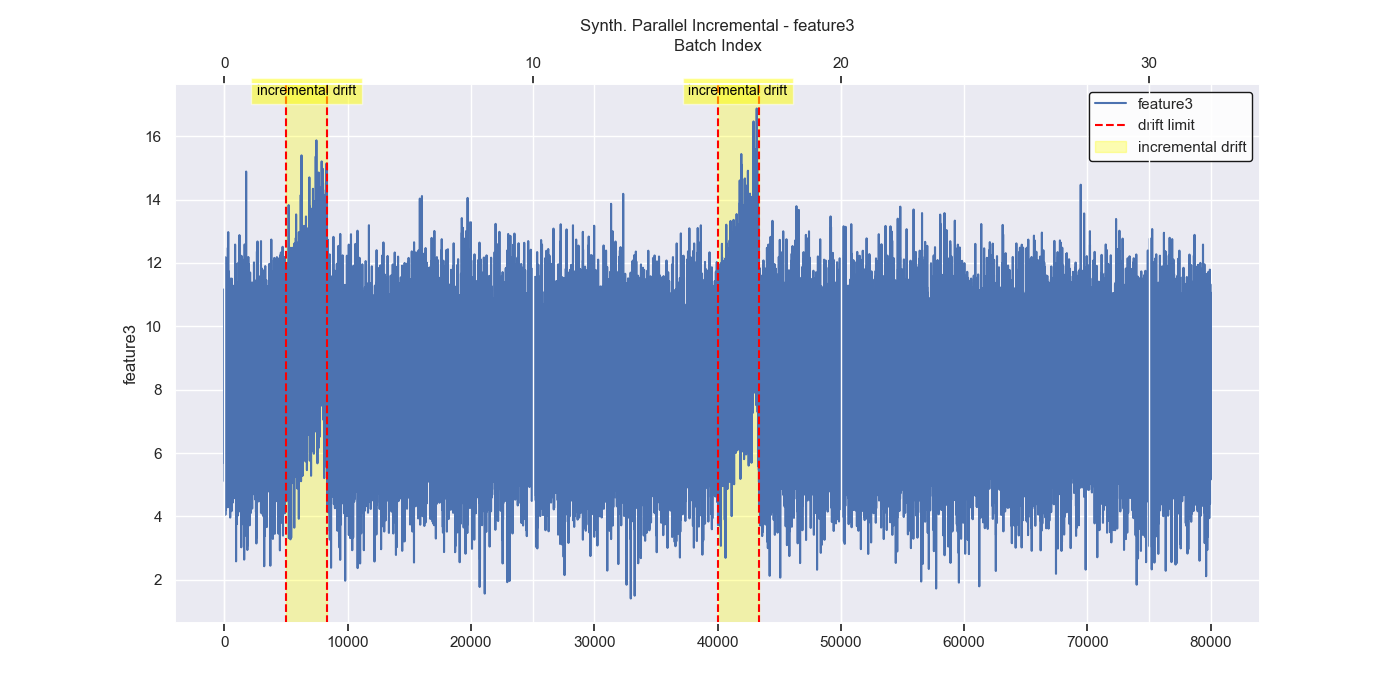 Synth. Parallel Incremental - feature3
Batch Index
0 10 20 30
incremental drift incremental drift
feature3
drift limit
incremental drift
16
14
12
10
8
6
4
2
feature3
0 10000 20000 30000 40000 50000 60000 70000 80000